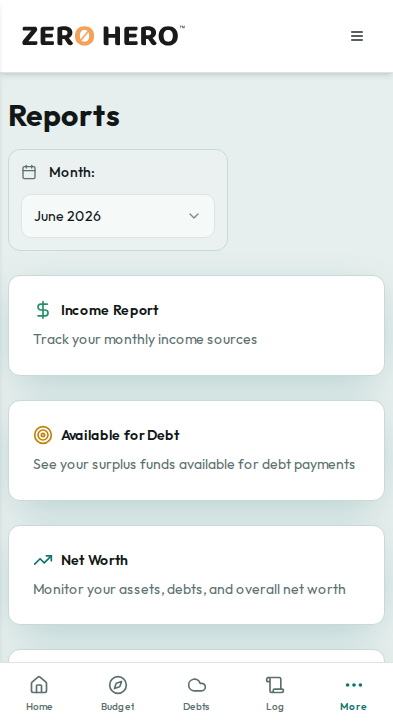 ZERO HERO™
Reports
Month:
June 2026
Income Report
Track your monthly income sources
Available for Debt
See your surplus funds available for debt payments
Net Worth
Monitor your assets, debts, and overall net worth
Home
Budget
Debts
Log
More